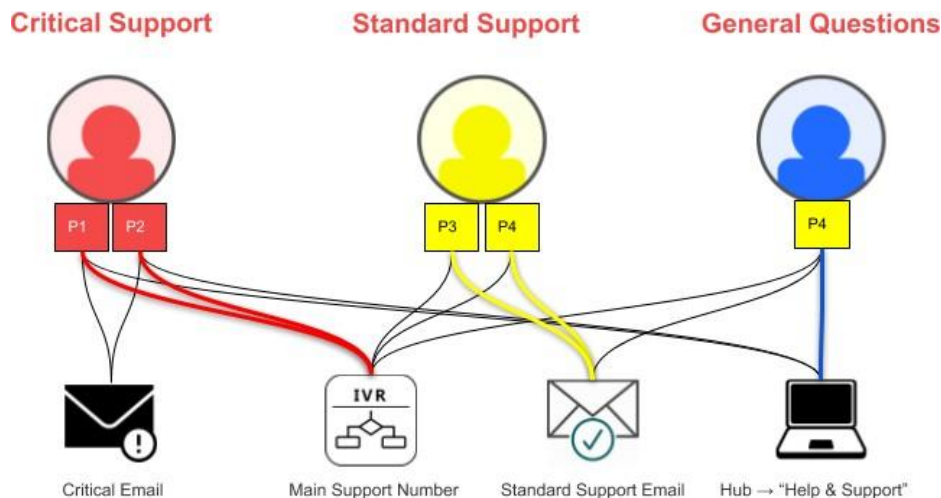 Critical Support
Standard Support
General Questions
P1
P2
P3
P4
P4
IVR
Critical Email
Main Support Number
Standard Support Email
Hub → “Help & Support”